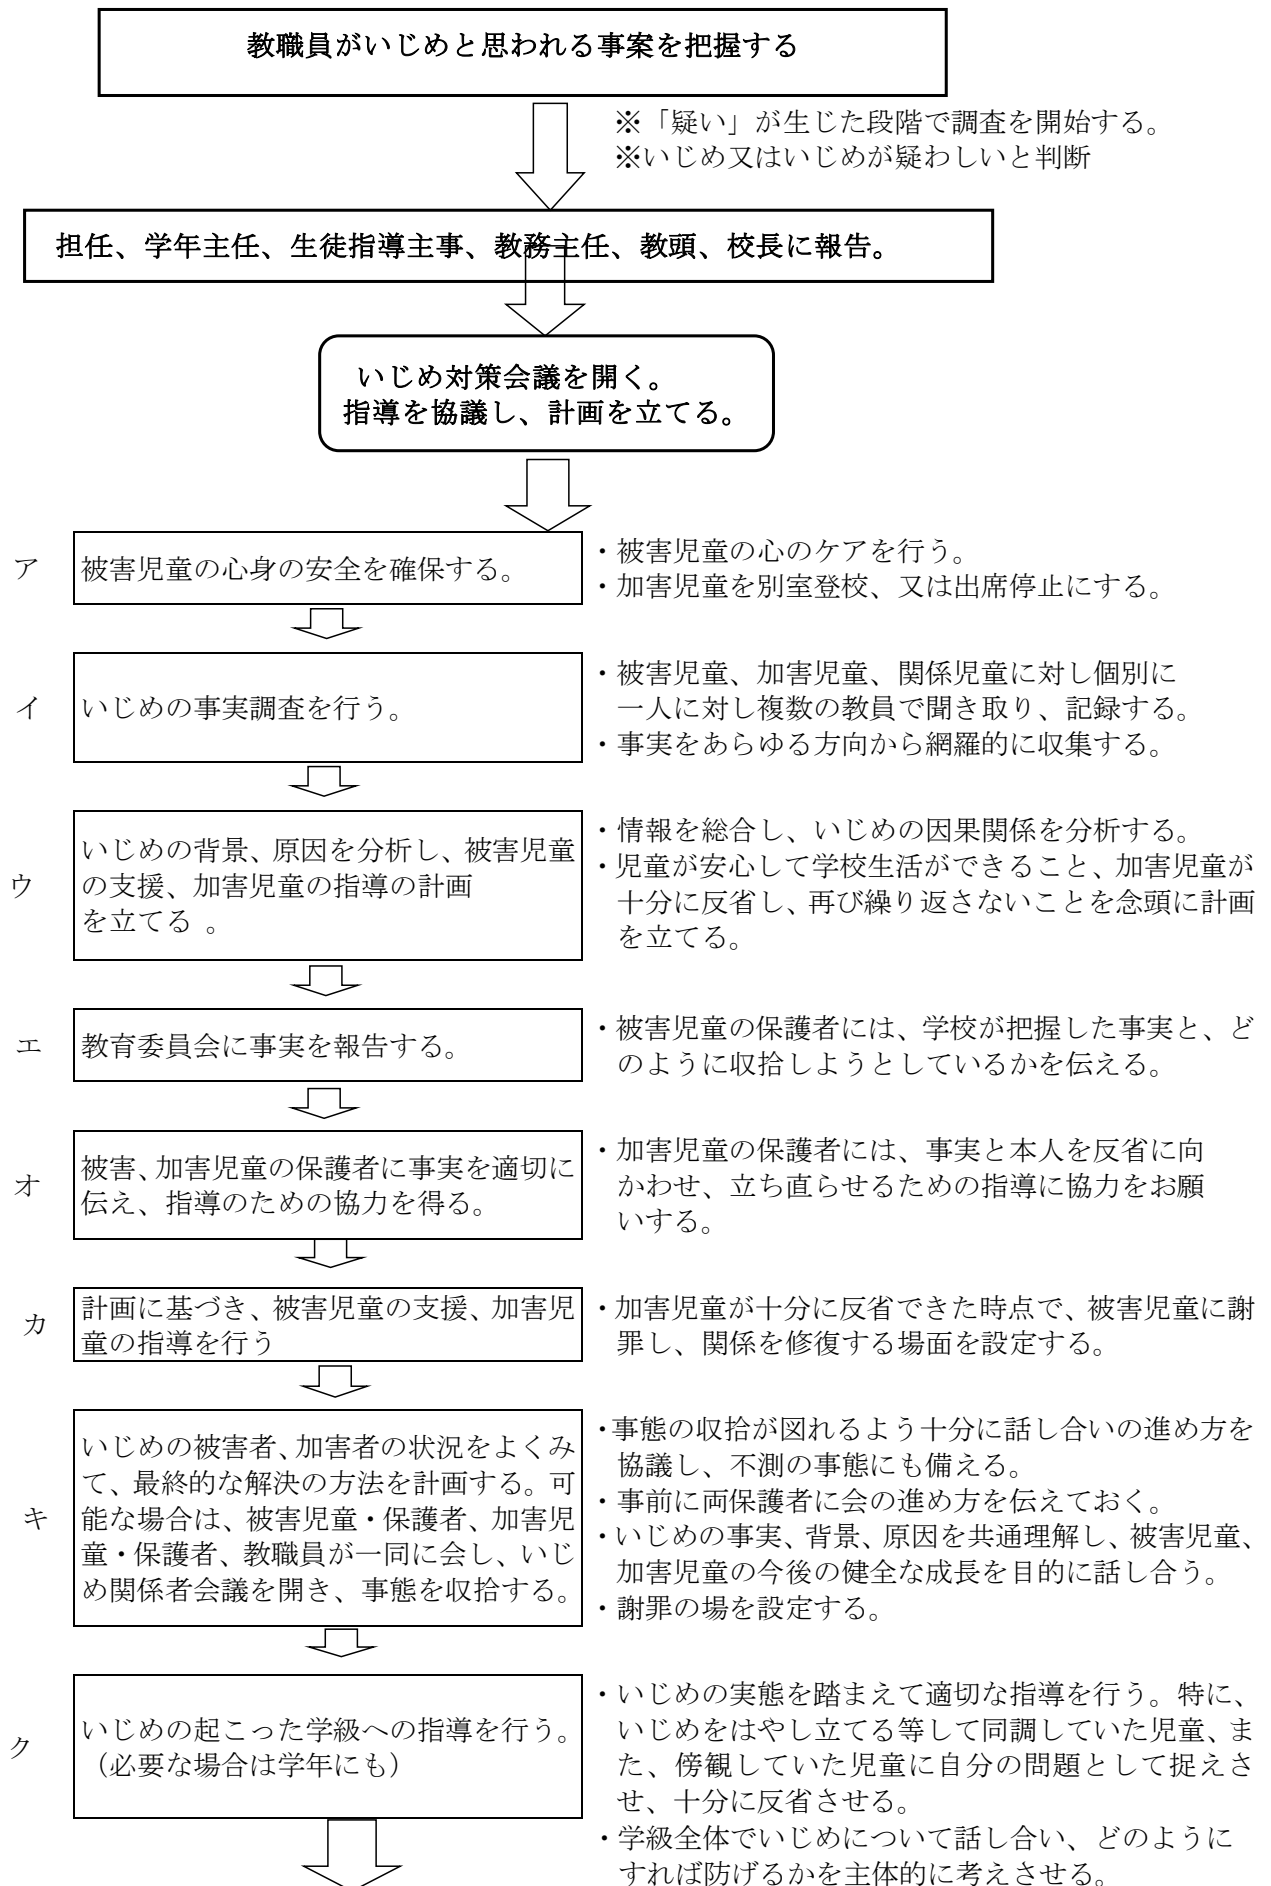 教職員がいじめと思われる事案を把握する
※「疑い」が生じた段階で調査を開始する。
※いじめ又はいじめが疑わしいと判断
担任、学年主任、生徒指導主事、教務主任、教頭、校長に報告。
いじめ対策会議を開く。
指導を協議し、計画を立てる。
ア
被害児童の心身の安全を確保する。
・被害児童の心のケアを行う。
・加害児童を別室登校、又は出席停止にする。
イ
いじめの事実調査を行う。
・被害児童、加害児童、関係児童に対し個別に
一人に対し複数の教員で聞き取り、記録する。
・事実をあらゆる方向から網羅的に収集する。
ウ
いじめの背景、原因を分析し、被害児童
の支援、加害児童の指導の計画
を立てる 。
・情報を総合し、いじめの因果関係を分析する。
・児童が安心して学校生活ができること、加害児童が
十分に反省し、再び繰り返さないことを念頭に計画
を立てる。
エ
教育委員会に事実を報告する。
・被害児童の保護者には、学校が把握した事実と、ど
のように収拾しようとしているかを伝える。
オ
被害、加害児童の保護者に事実を適切に
伝え、指導のための協力を得る。
・加害児童の保護者には、事実と本人を反省に向
かわせ、立ち直らせるための指導に協力をお願
いする。
カ
計画に基づき、被害児童の支援、加害児
童の指導を行う
・加害児童が十分に反省できた時点で、被害児童に謝
罪し、関係を修復する場面を設定する。
キ
いじめの被害者、加害者の状況をよくみ
て、最終的な解決の方法を計画する。可
能な場合は、被害児童・保護者、加害児
童・保護者、教職員が一同に会し、いじ
め関係者会議を開き、事態を収拾する。
・事態の収拾が図れるよう十分に話し合いの進め方を
協議し、不測の事態にも備える。
・事前に両保護者に会の進め方を伝えておく。
・いじめの事実、背景、原因を共通理解し、被害児童、
加害児童の今後の健全な成長を目的に話し合う。
・謝罪の場を設定する。
ク
いじめの起こった学級への指導を行う。
（必要な場合は学年にも）
・いじめの実態を踏まえて適切な指導を行う。特に、
いじめをはやし立てる等して同調していた児童、ま
た、傍観していた児童に自分の問題として捉えさ
せ、十分に反省させる。
・学級全体でいじめについて話し合い、どのように
すれば防げるかを主体的に考えさせる。